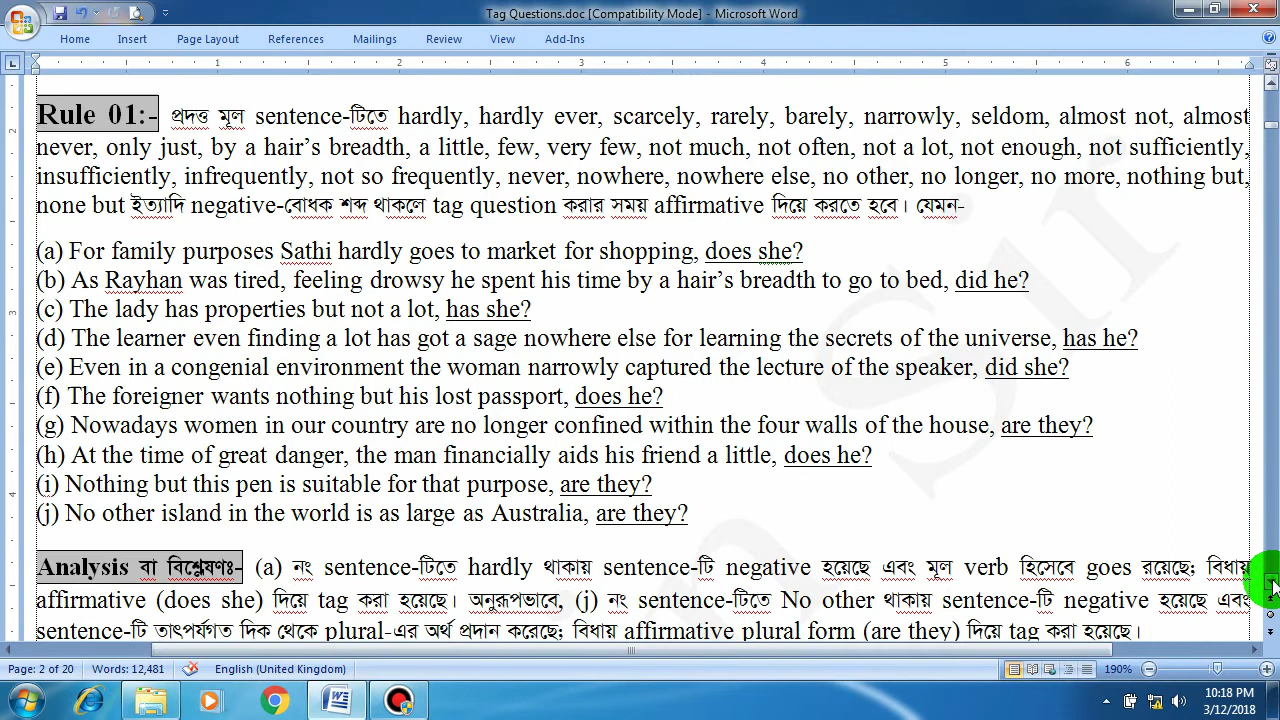 Tag Questions.doc [Compatibility Mode] - Microsoft Word
Home Insert Page Layout References Mailings Review View Add-Ins
1 2 3 4 5 6
Rule 01:- প্রদত্ত মূল sentence-টিতে hardly, hardly ever, scarcely, rarely, barely, narrowly, seldom, almost not, almost
never, only just, by a hair’s breadth, a little, few, very few, not much, not often, not a lot, not enough, not sufficiently,
insufficiently, infrequently, not so frequently, never, nowhere, nowhere else, no other, no longer, no more, nothing but,
none but ইত্যাদি negative-বোধক শব্দ থাকলে tag question করার সময় affirmative দিয়ে করতে হবে। যেমন-
(a) For family purposes Sathi hardly goes to market for shopping, does she?
(b) As Rayhan was tired, feeling drowsy he spent his time by a hair’s breadth to go to bed, did he?
(c) The lady has properties but not a lot, has she?
(d) The learner even finding a lot has got a sage nowhere else for learning the secrets of the universe, has he?
(e) Even in a congenial environment the woman narrowly captured the lecture of the speaker, did she?
(f) The foreigner wants nothing but his lost passport, does he?
(g) Nowadays women in our country are no longer confined within the four walls of the house, are they?
(h) At the time of great danger, the man financially aids his friend a little, does he?
(i) Nothing but this pen is suitable for that purpose, are they?
(j) No other island in the world is as large as Australia, are they?
Analysis বা বিশ্লেষণঃ- (a) নং sentence-টিতে hardly থাকায় sentence-টি negative হয়েছে এবং মূল verb হিসেবে goes রয়েছে; বিধায়
affirmative (does she) দিয়ে tag করা হয়েছে। অনুরূপভাবে, (j) নং sentence-টিতে No other থাকায় sentence-টি negative হয়েছে এবং
sentence-টি তাৎপর্যগত দিক থেকে plural-এর অর্থ প্রদান করেছে; বিধায় affirmative plural form (are they) দিয়ে tag করা হয়েছে।
Page: 2 of 20 Words: 12,481 English (United Kingdom) 190%
10:18 PM
3/12/2018